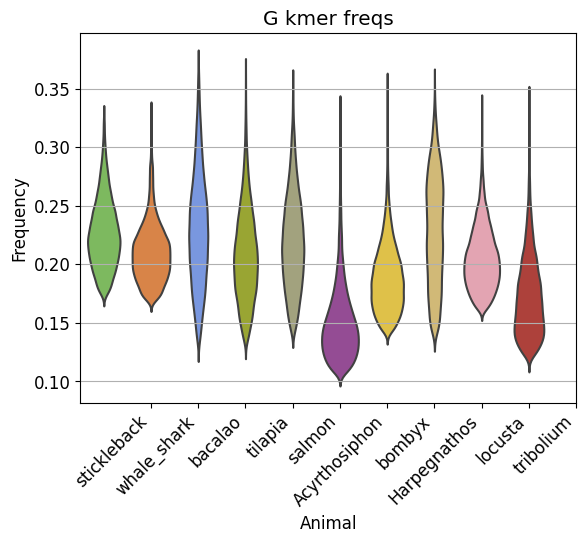 G kmer freqs
Frequency
0.35
0.30
0.25
0.20
0.15
0.10
stickleback
whale_shark
bacalao
tilapia
salmon
Acyrthosiphon
bombyx
Harpegnathos
locusta
tribolium
Animal